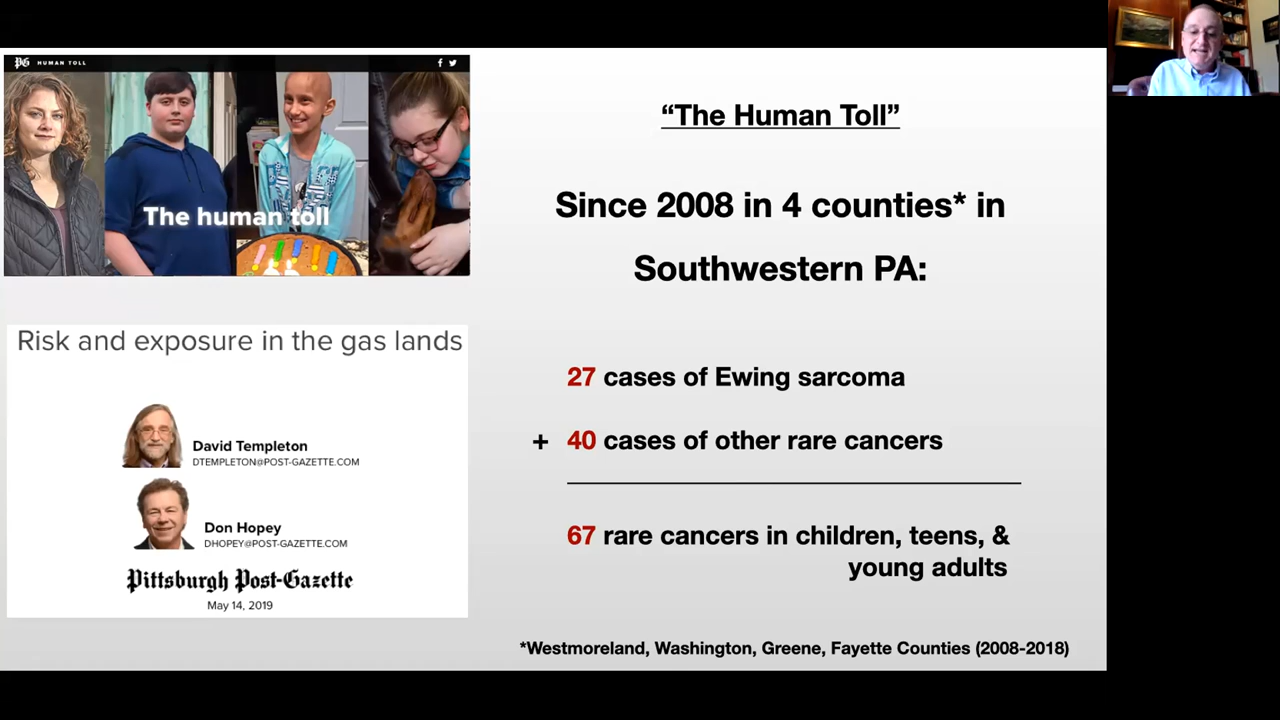 PG HUMAN TOLL
The human toll
Risk and exposure in the gas lands
David Templeton
DTEMPLETON@POST-GAZETTE.COM
Don Hopey
DHOPEY@POST-GAZETTE.COM
Pittsburgh Post-Gazette
May 14, 2019
“The Human Toll”
Since 2008 in 4 counties* in
Southwestern PA:
27 cases of Ewing sarcoma
+ 40 cases of other rare cancers
67 rare cancers in children, teens, &
young adults
*Westmoreland, Washington, Greene, Fayette Counties (2008-2018)